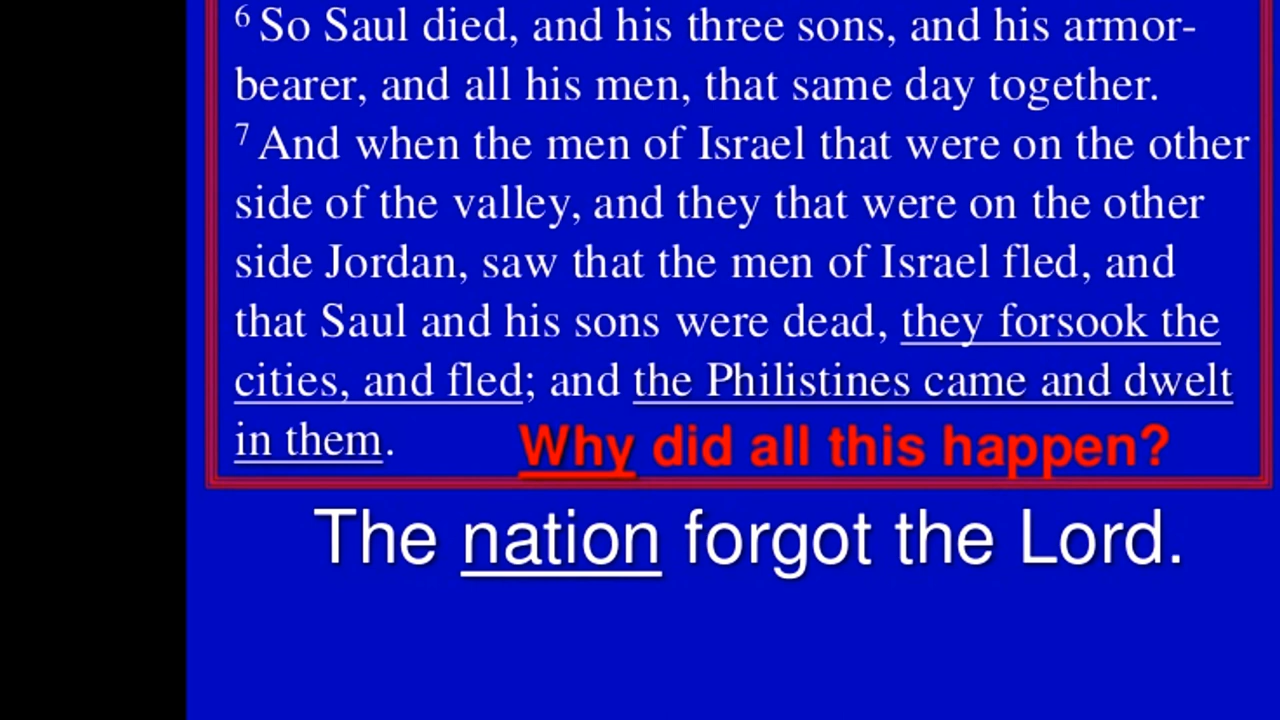 6 So Saul died, and his three sons, and his armor-
bearer, and all his men, that same day together.
7 And when the men of Israel that were on the other
side of the valley, and they that were on the other
side Jordan, saw that the men of Israel fled, and
that Saul and his sons were dead, they forsook the
cities, and fled; and the Philistines came and dwelt
in them. Why did all this happen?
The nation forgot the Lord.